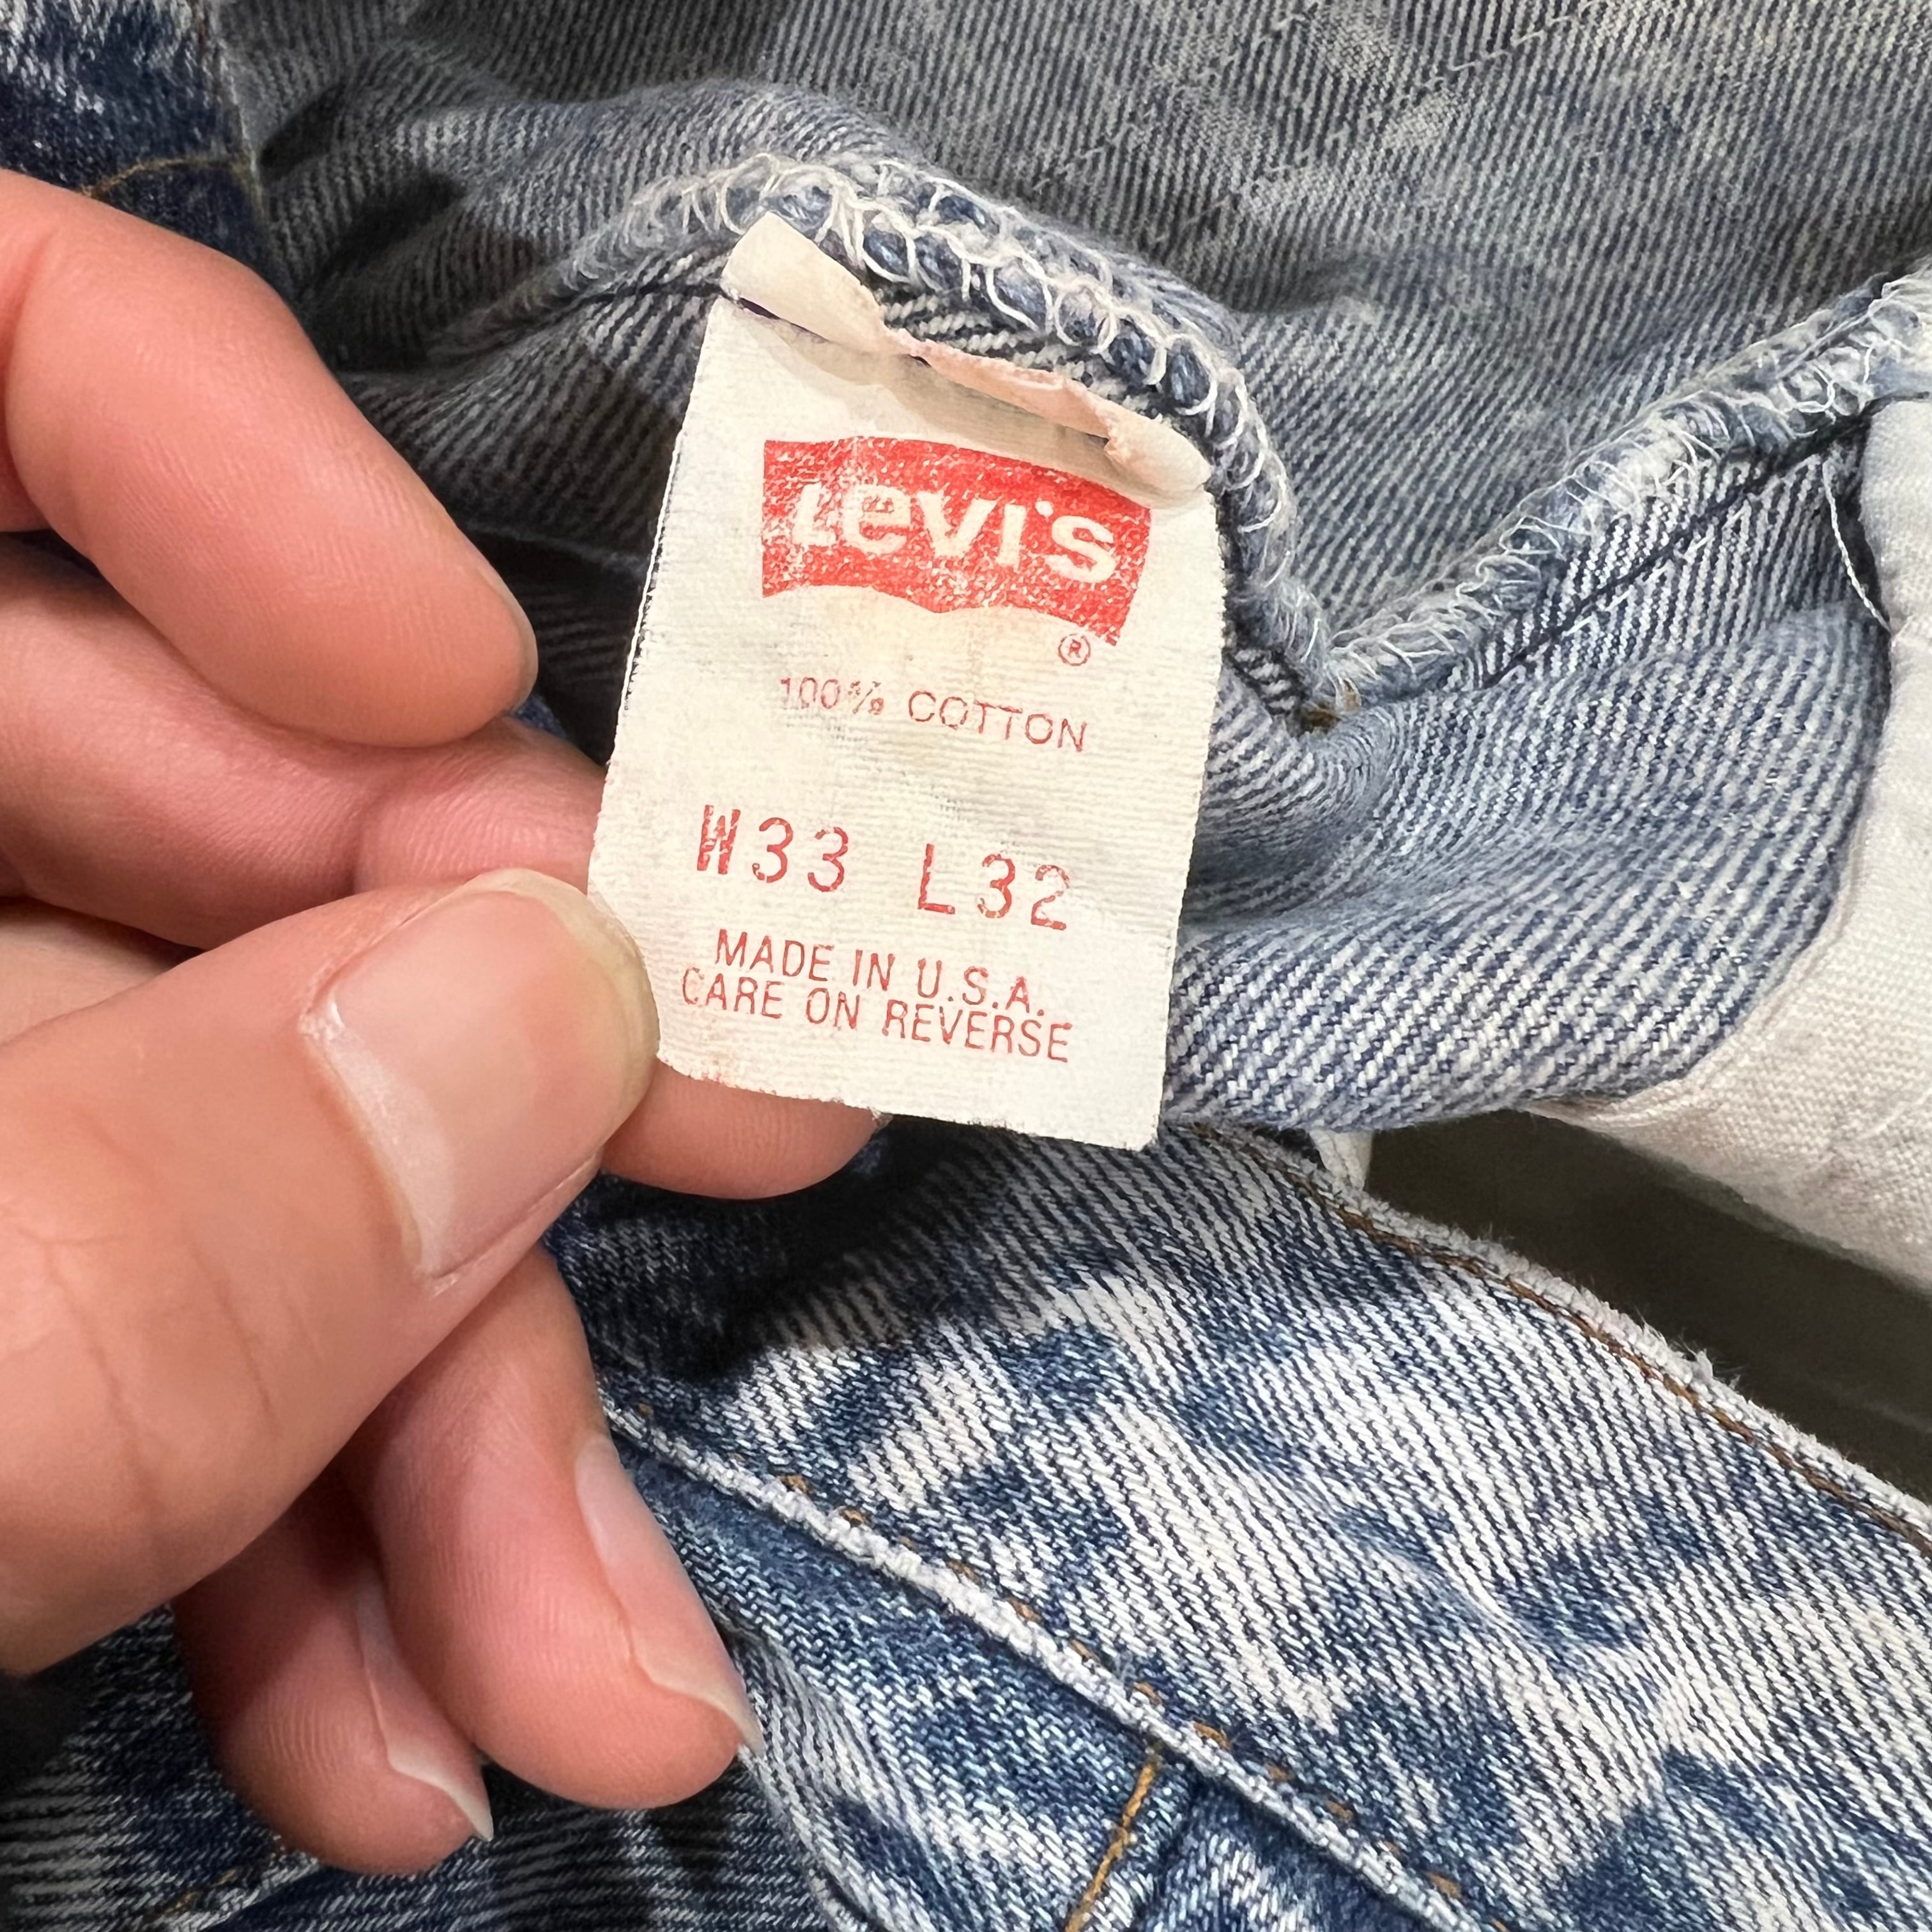 Levi's
®
100% COTTON
W33 L32
MADE IN U.S.A.
CARE ON REVERSE